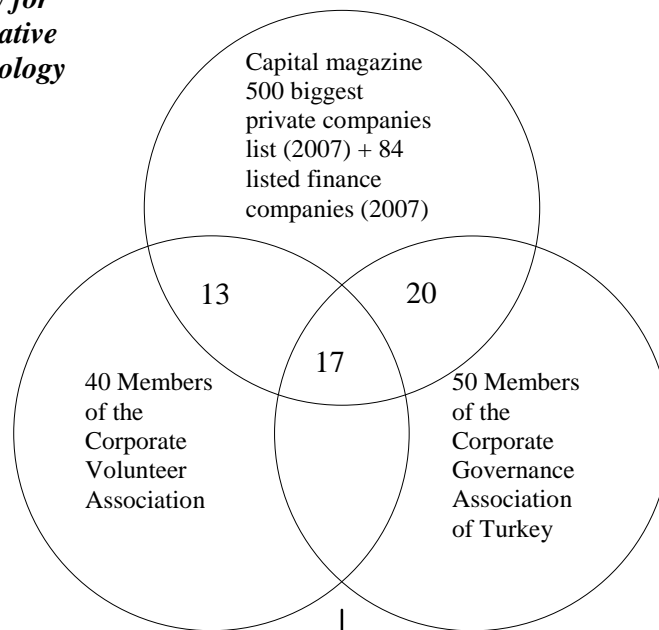 ative
ology
Capital magazine
500 biggest
private companies
list (2007) + 84
listed finance
companies (2007)
13
20
17
40 Members
of the
Corporate
Volunteer
Association
50 Members
of the
Corporate
Governance
Association
of Turkey